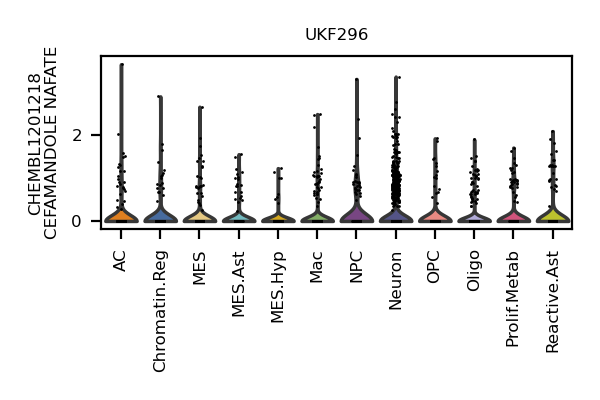 UKF296
CHEMBL1201218
CEFAMANDOLE NAFATE
2
0
AC
Chromatin.Reg
MES
MES.Ast
MES.Hyp
Mac
NPC
Neuron
OPC
Oligo
Prolif.Metab
Reactive.Ast